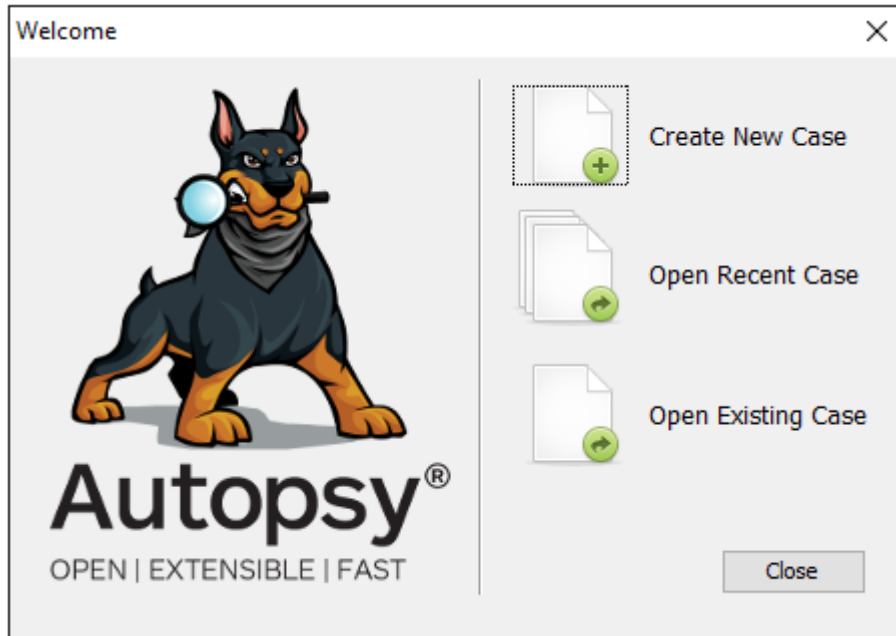 Welcome
Create New Case
Open Recent Case
Open Existing Case
Autopsy®
OPEN | EXTENSIBLE | FAST
Close